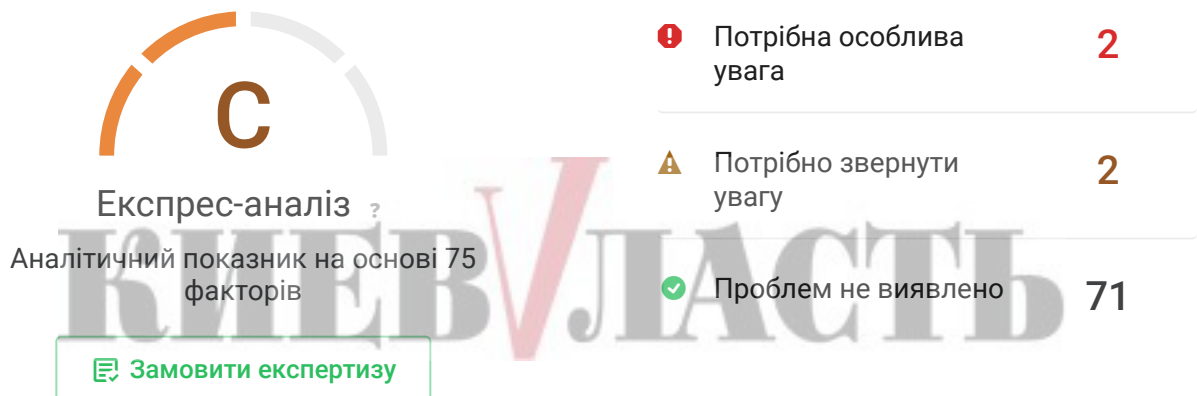 C
Експрес-аналіз ?
Аналітичний показник на основі 75
факторів
Замовити експертизу
Потрібна особлива
увага
2
Потрібно звернути
увагу
2
Проблем не виявлено
71
КИЕВVЛАСТЬ